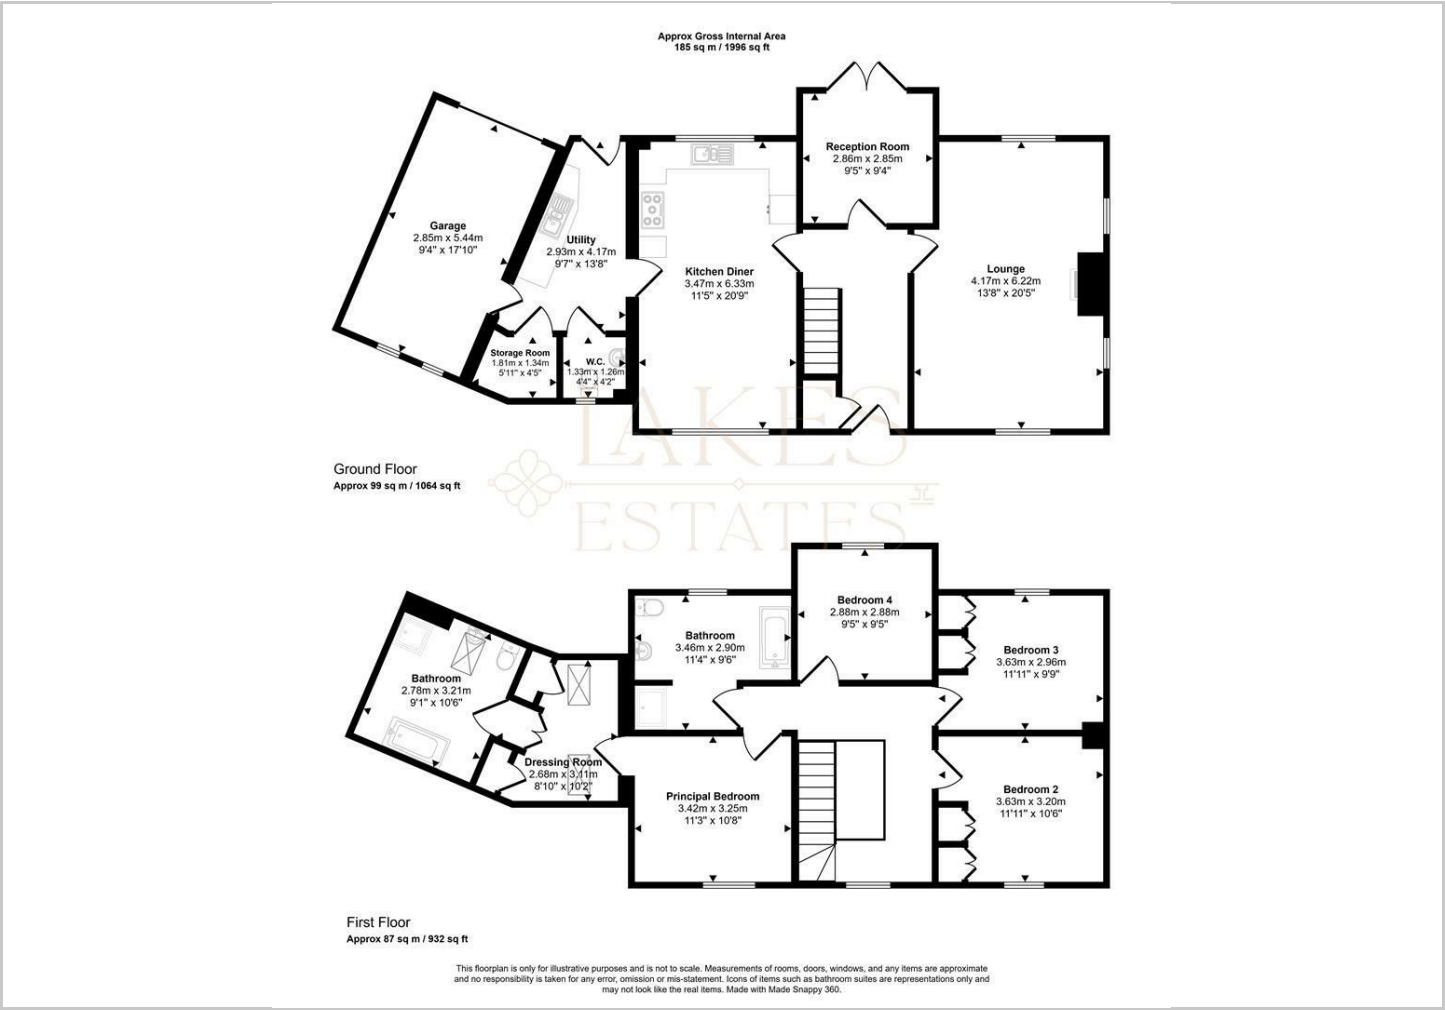 Approx Gross Internal Area
185 sq m / 1996 sq ft
Reception Room
2.86m x 2.85m
9'5" x 9'4"
Garage
2.85m x 5.44m
9'4" x 17'10"
Utility
2.93m x 4.17m
9'7" x 13'8"
Kitchen Diner
3.47m x 6.33m
11'5" x 20'9"
Lounge
4.17m x 6.22m
13'8" x 20'5"
Storage Room
1.81m x 1.34m
5'11" x 4'5"
W.C.
1.33m x 1.26m
4'4" x 4'2"
LAKES
ESTATES
Ground Floor
Approx 99 sq m / 1064 sq ft
Bedroom 4
2.88m x 2.88m
9'5" x 9'5"
Bathroom
3.46m x 2.90m
11'4" x 9'6"
Bedroom 3
3.63m x 2.96m
11'11" x 9'9"
Bathroom
2.78m x 3.21m
9'1" x 10'6"
Dressing Room
2.68m x 3.11m
8'10" x 10'2"
Principal Bedroom
3.42m x 3.25m
11'3" x 10'8"
Bedroom 2
3.63m x 3.20m
11'11" x 10'6"
First Floor
Approx 87 sq m / 932 sq ft
This floorplan is only for illustrative purposes and is not to scale. Measurements of rooms, doors, windows, and any items are approximate
and no responsibility is taken for any error, omission or mis-statement. Icons of items such as bathroom suites are representations only and
may not look like the real items. Made with Made Snappy 360.